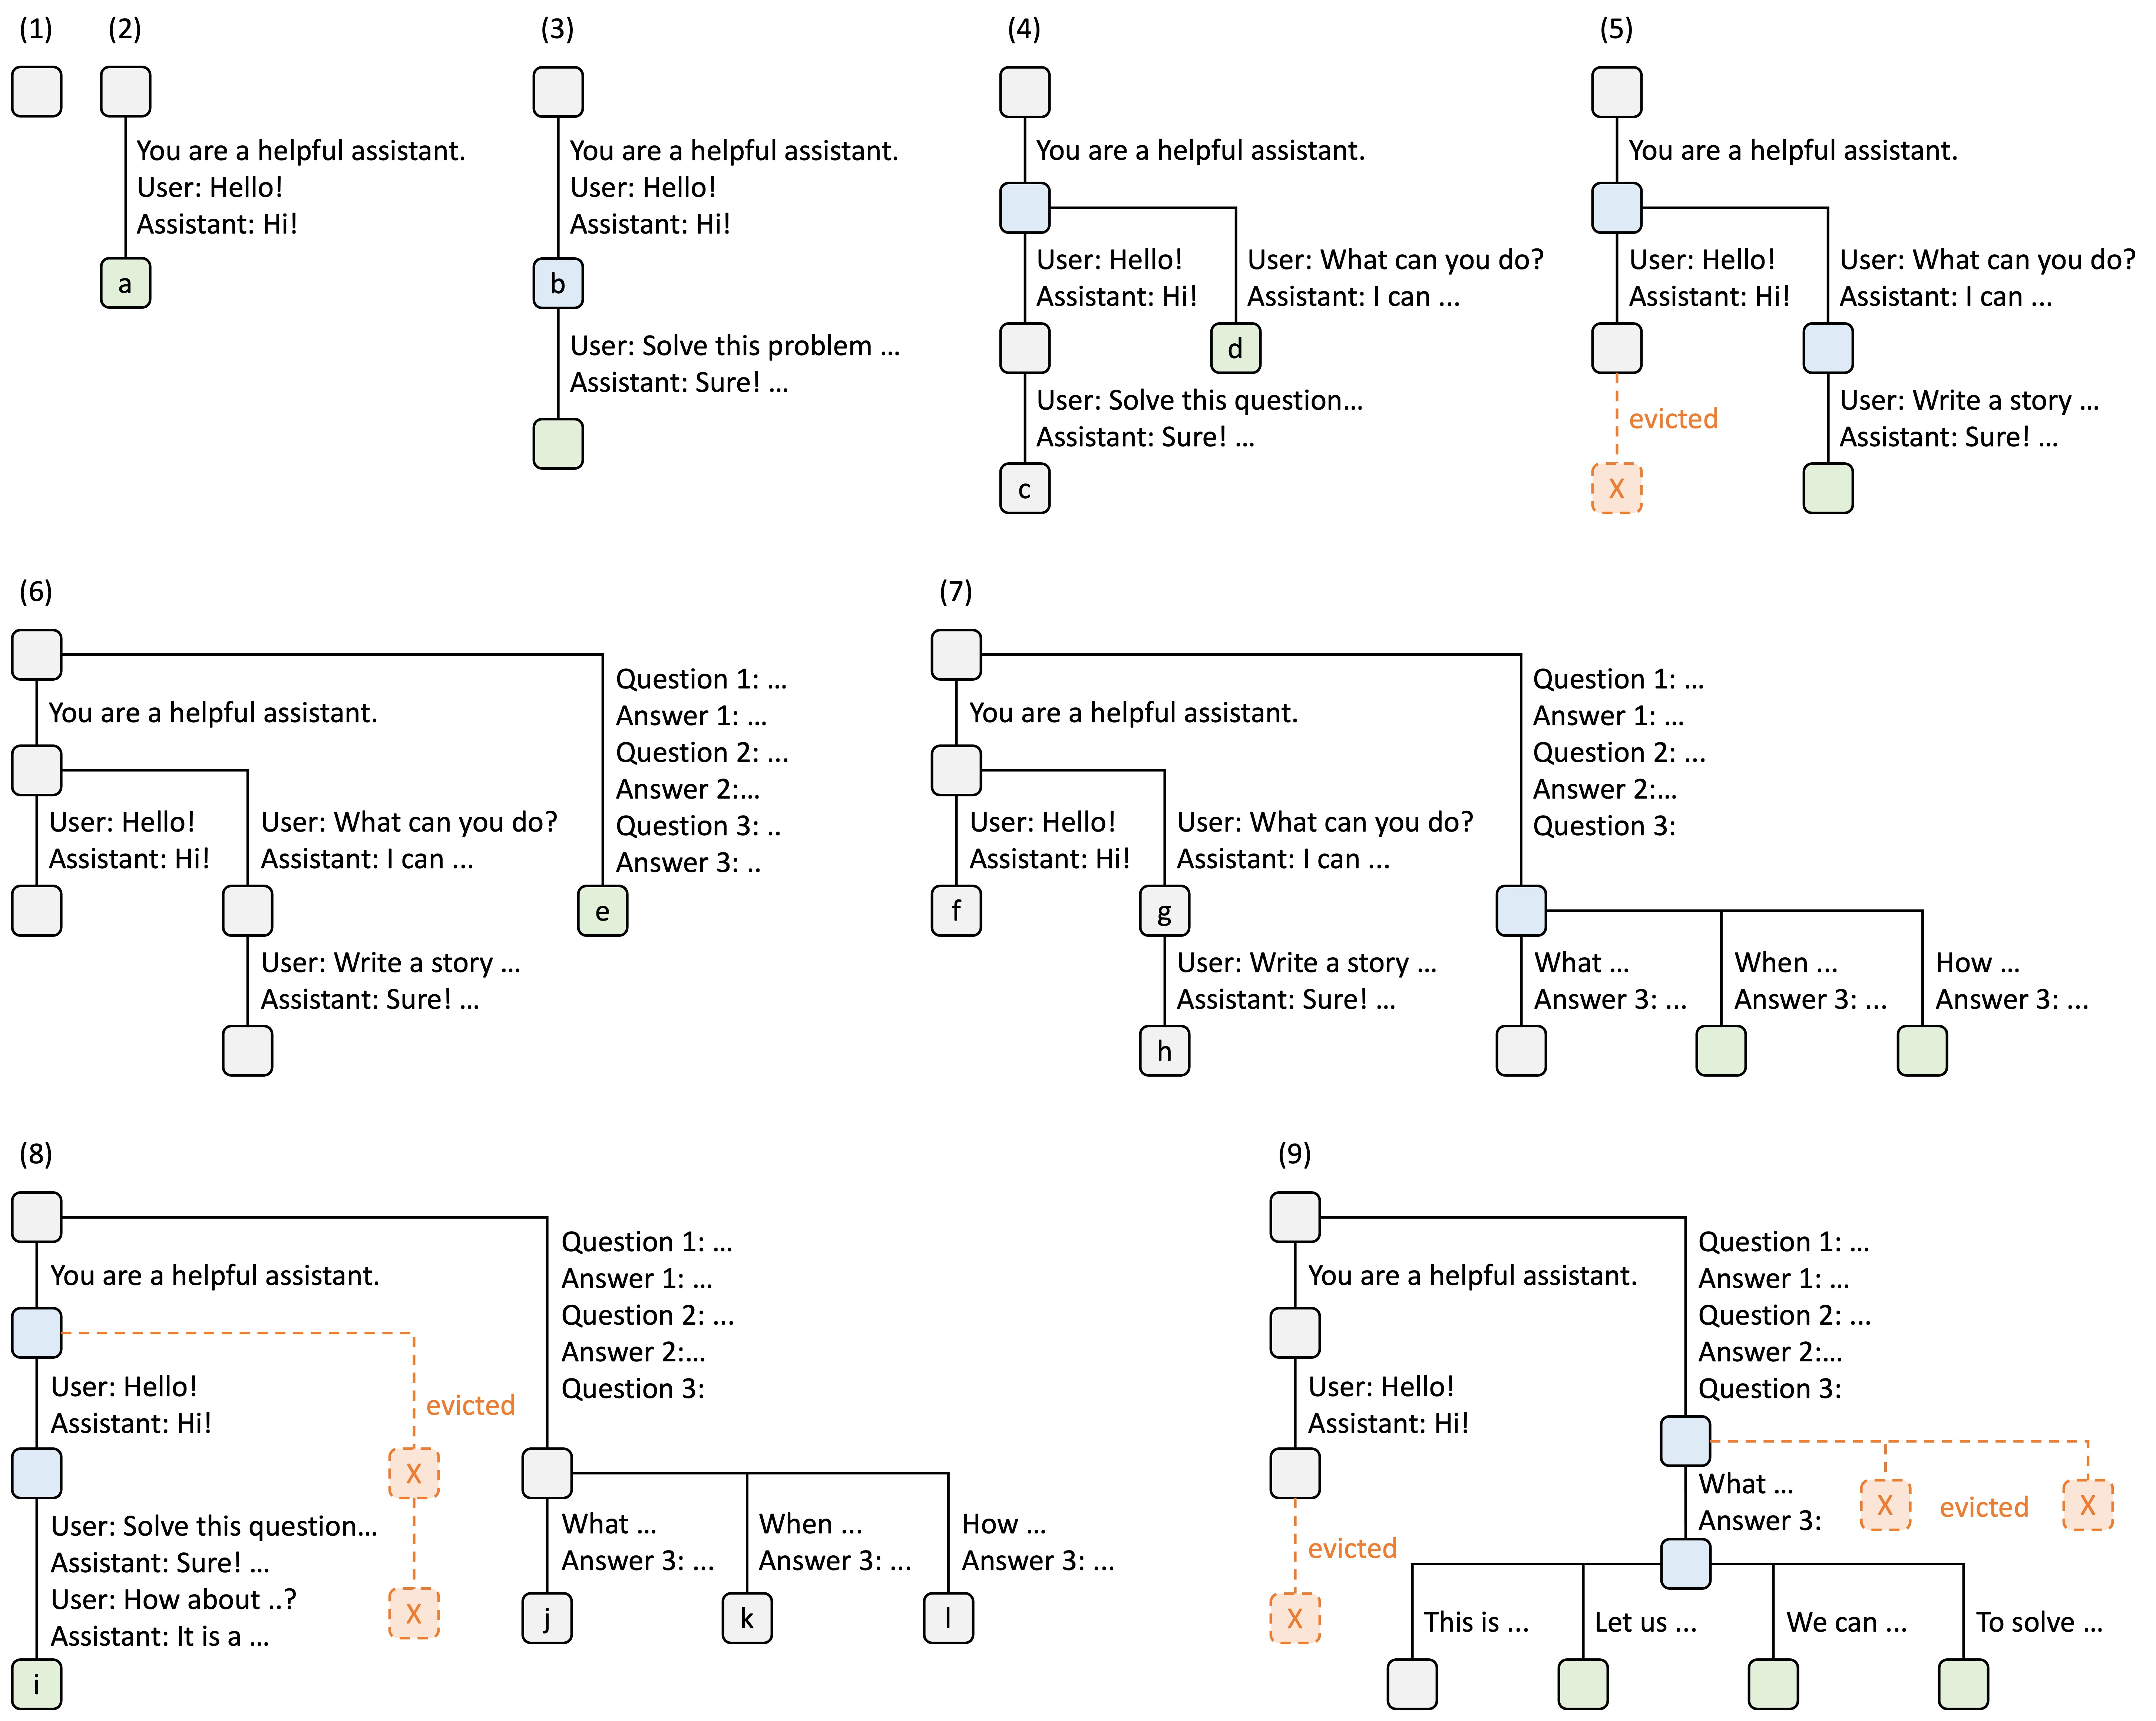 (1)
(2)
You are a helpful assistant.
User: Hello!
Assistant: Hi!
a
(3)
You are a helpful assistant.
User: Hello!
Assistant: Hi!
b
User: Solve this problem ...
Assistant: Sure! ...
(4)
You are a helpful assistant.
User: Hello!
Assistant: Hi!
User: What can you do?
Assistant: I can ...
d
User: Solve this question...
Assistant: Sure! ...
c
(5)
You are a helpful assistant.
User: Hello!
Assistant: Hi!
User: What can you do?
Assistant: I can ...
evicted
X
User: Write a story ...
Assistant: Sure! ...
(6)
You are a helpful assistant.
User: Hello!
Assistant: Hi!
User: What can you do?
Assistant: I can ...
User: Write a story ...
Assistant: Sure! ...
Question 1: ...
Answer 1: ...
Question 2: ...
Answer 2:...
Question 3: ..
Answer 3: ..
e
(7)
You are a helpful assistant.
User: Hello!
Assistant: Hi!
f
User: What can you do?
Assistant: I can ...
g
User: Write a story ...
Assistant: Sure! ...
h
Question 1: ...
Answer 1: ...
Question 2: ...
Answer 2:...
Question 3:
What ...
Answer 3: ...
When ...
Answer 3: ...
How ...
Answer 3: ...
(8)
You are a helpful assistant.
User: Hello!
Assistant: Hi!
User: Solve this question...
Assistant: Sure! ...
User: How about ..?
Assistant: It is a ...
i
evicted
X
X
Question 1: ...
Answer 1: ...
Question 2: ...
Answer 2:...
Question 3:
What ...
Answer 3: ...
j
When ...
Answer 3: ...
k
How ...
Answer 3: ...
l
(9)
You are a helpful assistant.
User: Hello!
Assistant: Hi!
evicted
X
Question 1: ...
Answer 1: ...
Question 2: ...
Answer 2:...
Question 3:
What ...
Answer 3:
X
evicted
X
This is ...
Let us ...
We can ...
To solve ...